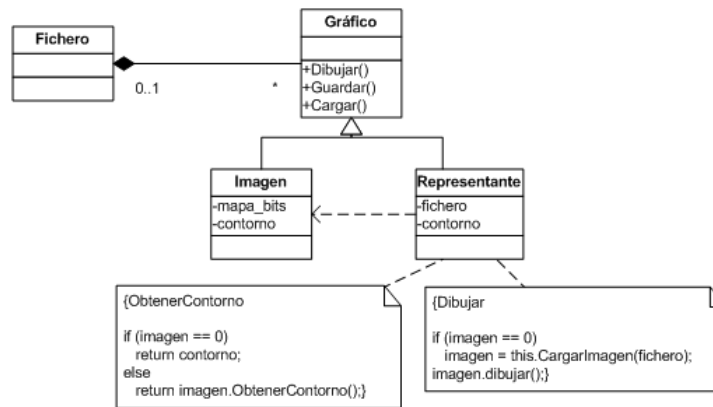 Fichero
0..1
*
Gráfico
+Dibujar()
+Guardar()
+Cargar()
Imagen
-mapa_bits
-contorno
Representante
-fichero
-contorno
{ObtenerContorno
if (imagen == 0)
return contorno;
else
return imagen.ObtenerContorno();}
{Dibujar
if (imagen == 0)
imagen = this.CargarImagen(fichero);
imagen.dibujar();}